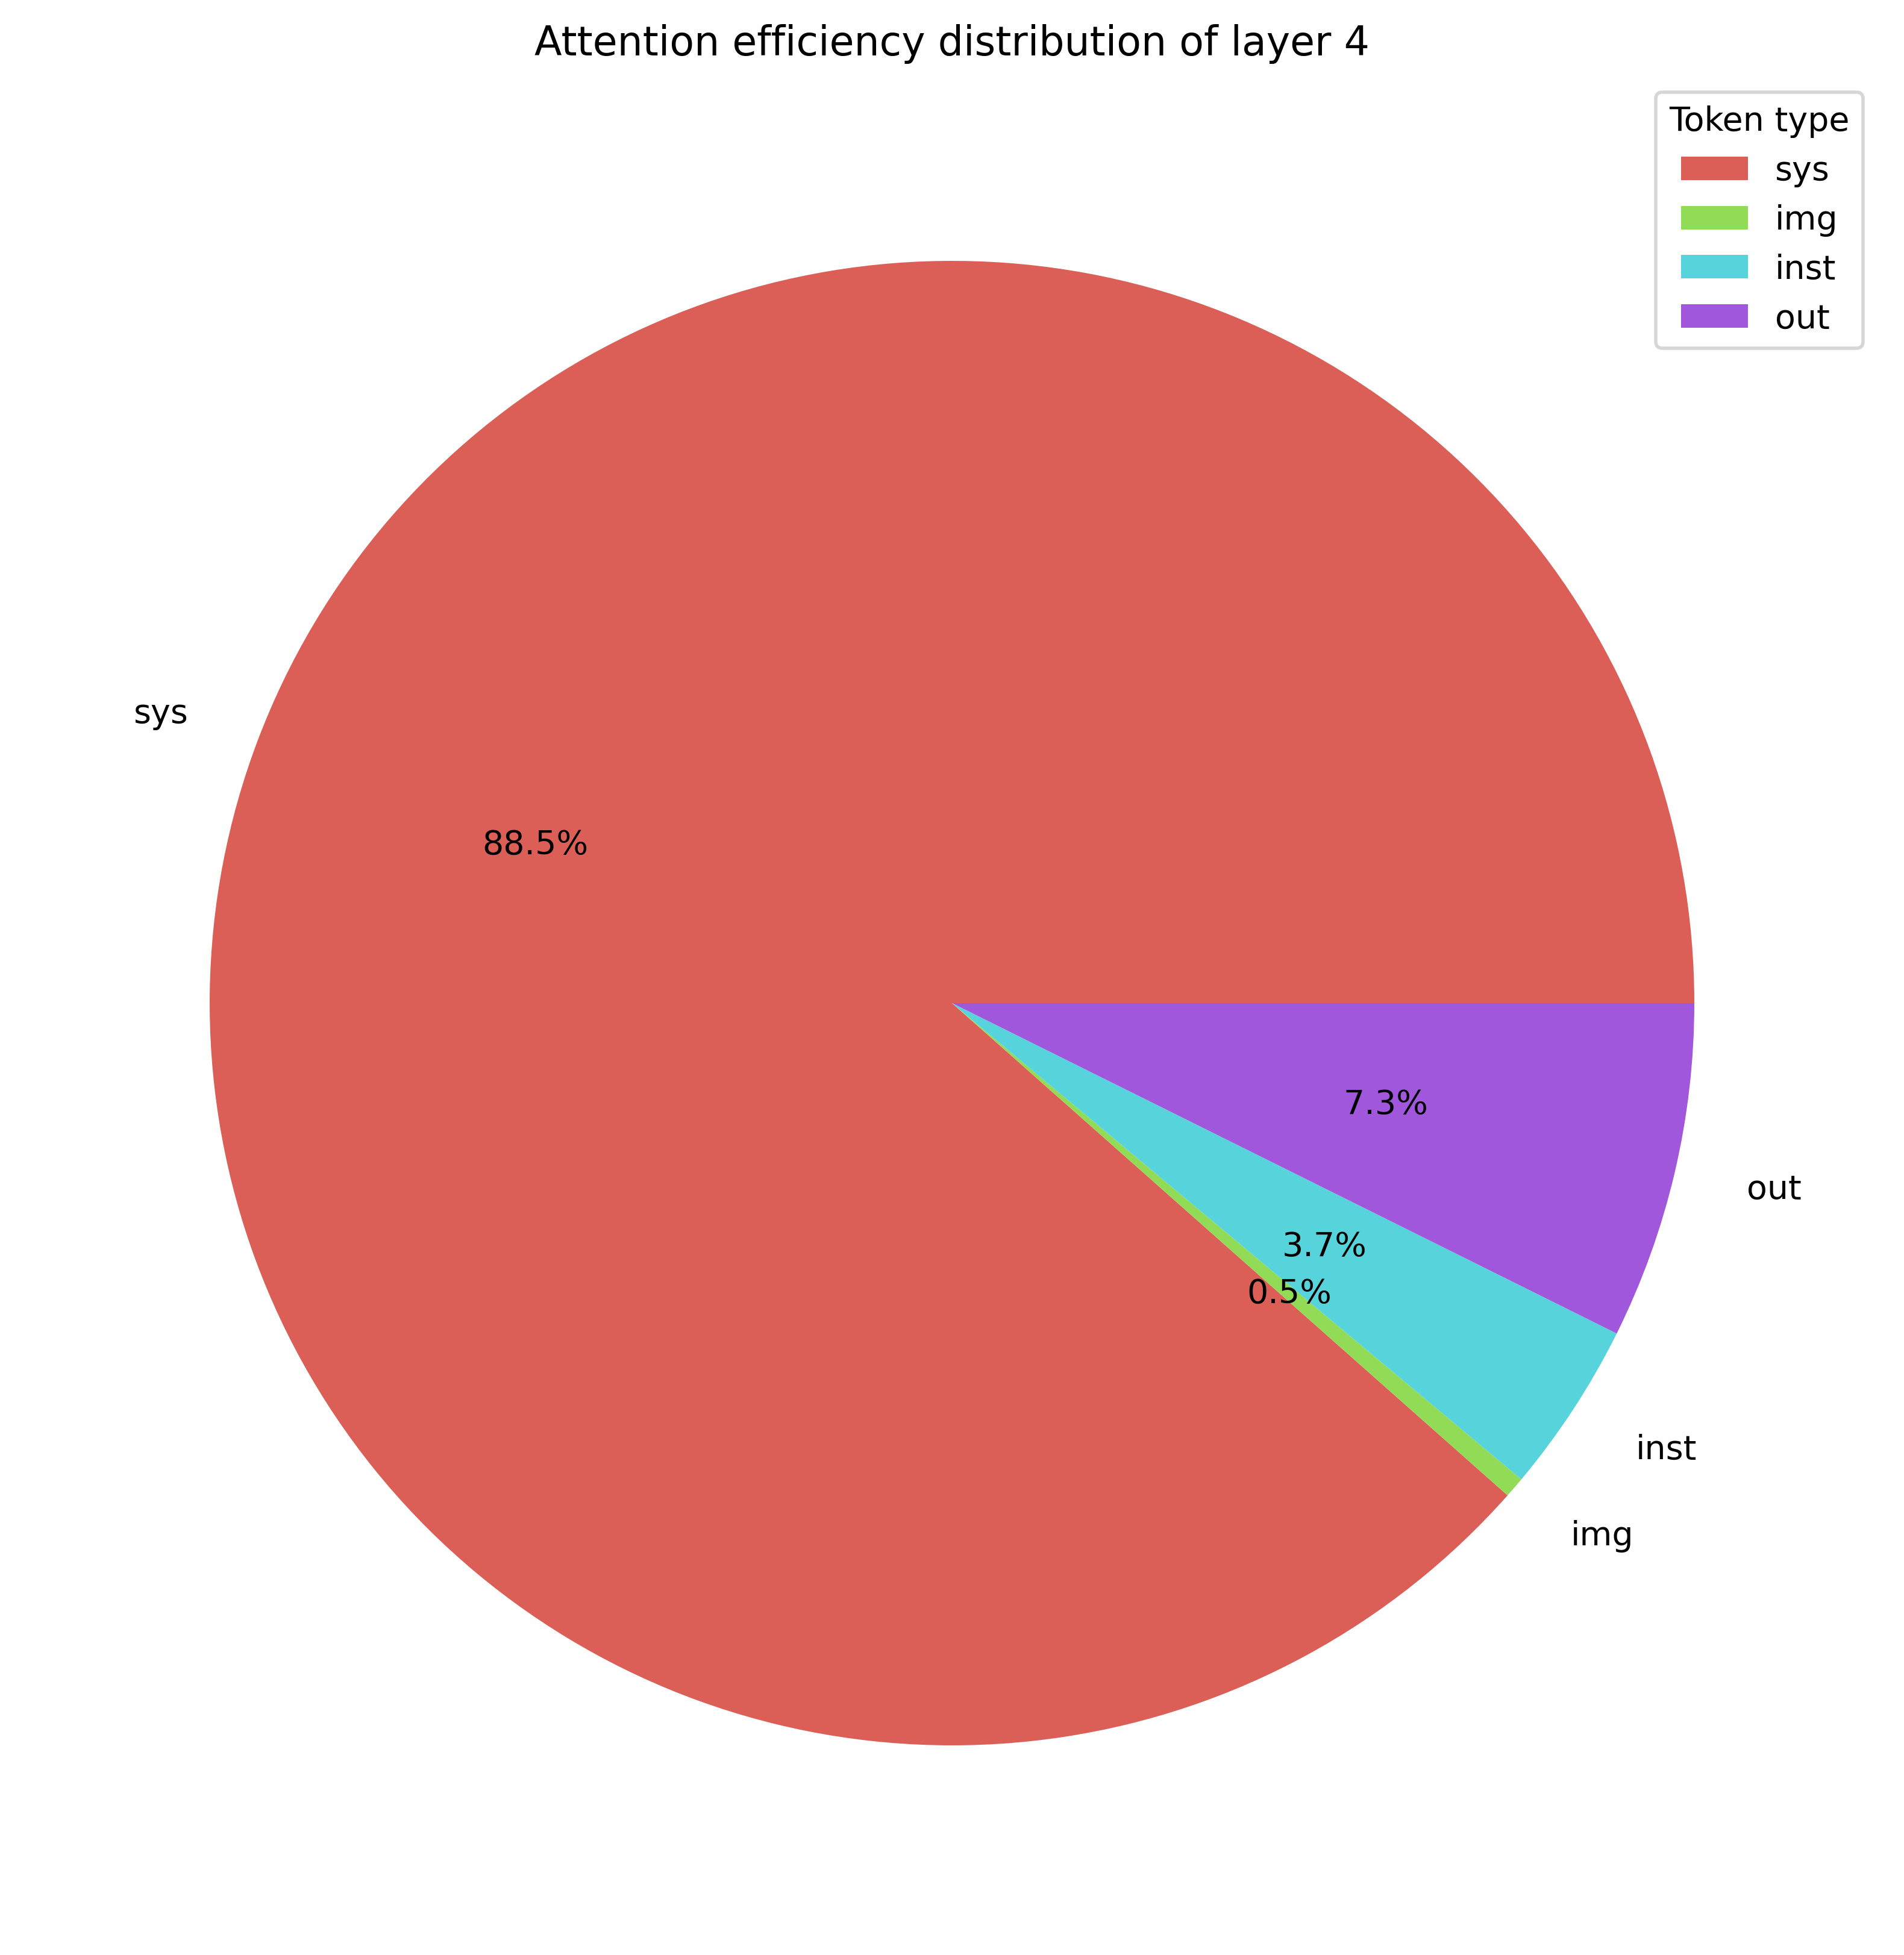 Attention efficiency distribution of layer 4
Token type
sys
img
inst
out
sys
88.5%
7.3%
out
3.7%
0.5%
inst
img